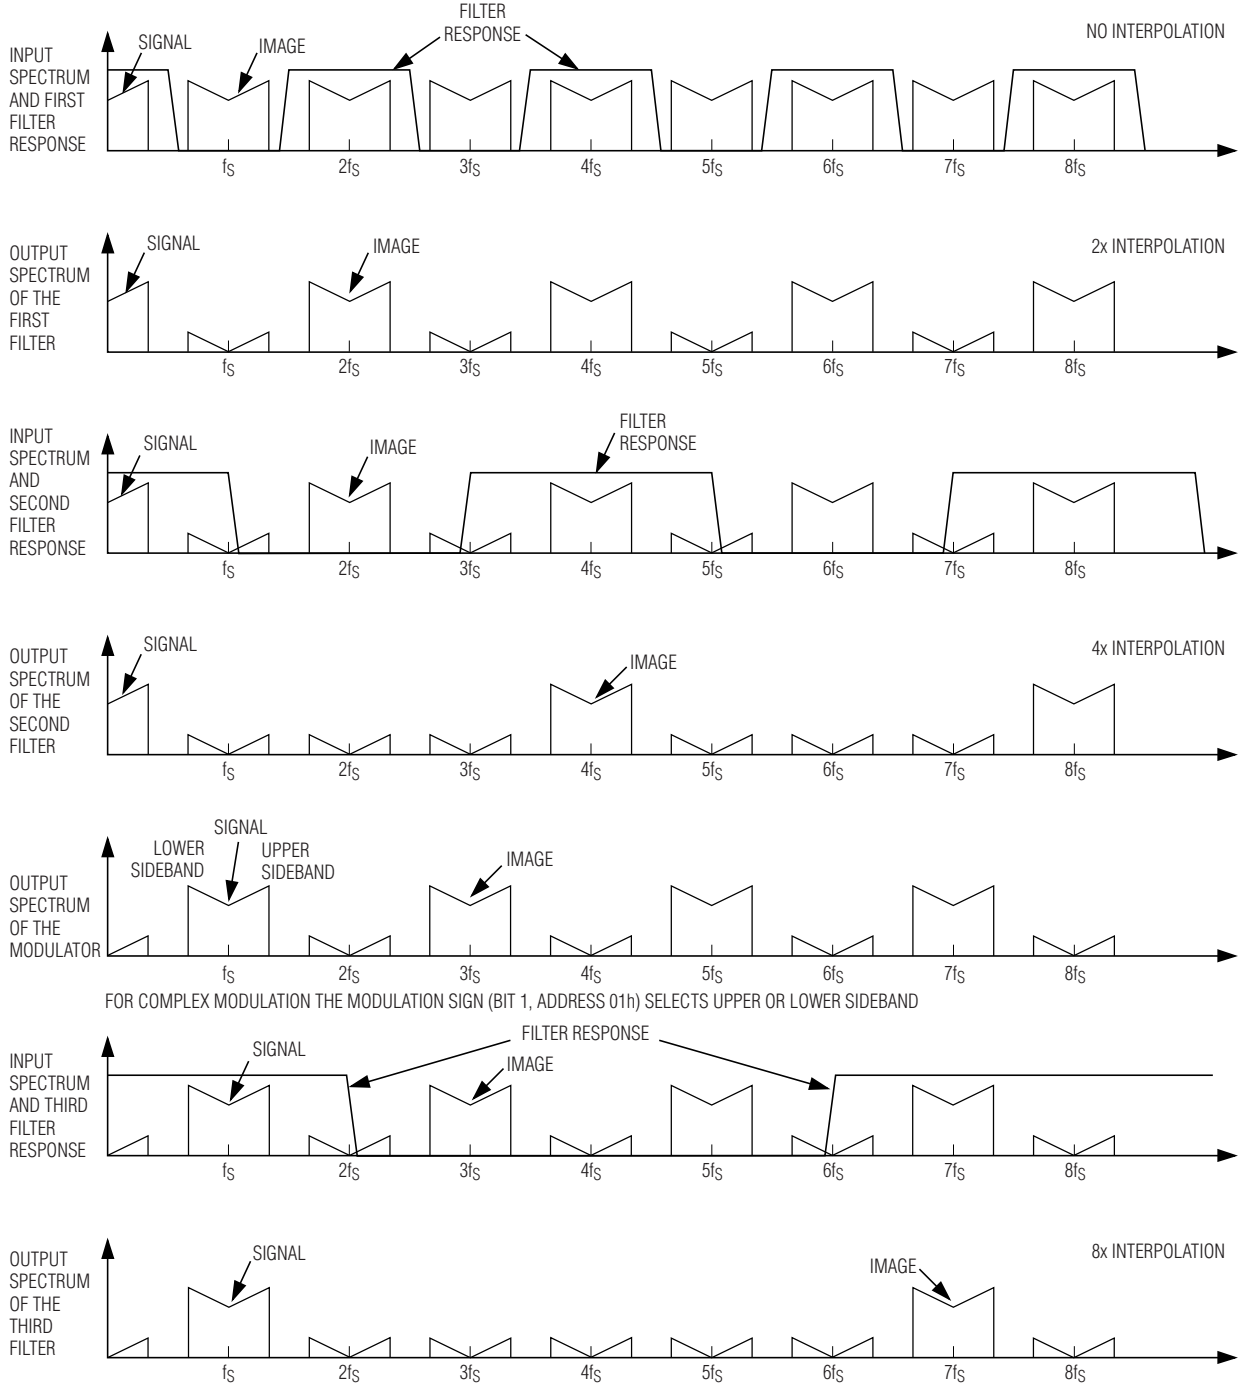 FILTER
RESPONSE
NO INTERPOLATION
SIGNAL
IMAGE
INPUT
SPECTRUM
AND FIRST
FILTER
RESPONSE
fS 2fS 3fS 4fS 5fS 6fS 7fS 8fS
SIGNAL
IMAGE
2x INTERPOLATION
OUTPUT
SPECTRUM
OF THE
FIRST
FILTER
fS 2fS 3fS 4fS 5fS 6fS 7fS 8fS
FILTER
RESPONSE
SIGNAL
IMAGE
INPUT
SPECTRUM
AND
SECOND
FILTER
RESPONSE
fS 2fS 3fS 4fS 5fS 6fS 7fS 8fS
SIGNAL
IMAGE
4x INTERPOLATION
OUTPUT
SPECTRUM
OF THE
SECOND
FILTER
fS 2fS 3fS 4fS 5fS 6fS 7fS 8fS
SIGNAL
LOWER
SIDEBAND
UPPER
SIDEBAND
IMAGE
OUTPUT
SPECTRUM
OF THE
MODULATOR
fS 2fS 3fS 4fS 5fS 6fS 7fS 8fS
FOR COMPLEX MODULATION THE MODULATION SIGN (BIT 1, ADDRESS 01h) SELECTS UPPER OR LOWER SIDEBAND
FILTER RESPONSE
SIGNAL
IMAGE
INPUT
SPECTRUM
AND THIRD
FILTER
RESPONSE
fS 2fS 3fS 4fS 5fS 6fS 7fS 8fS
SIGNAL
IMAGE
8x INTERPOLATION
OUTPUT
SPECTRUM
OF THE
THIRD
FILTER
fS 2fS 3fS 4fS 5fS 6fS 7fS 8fS